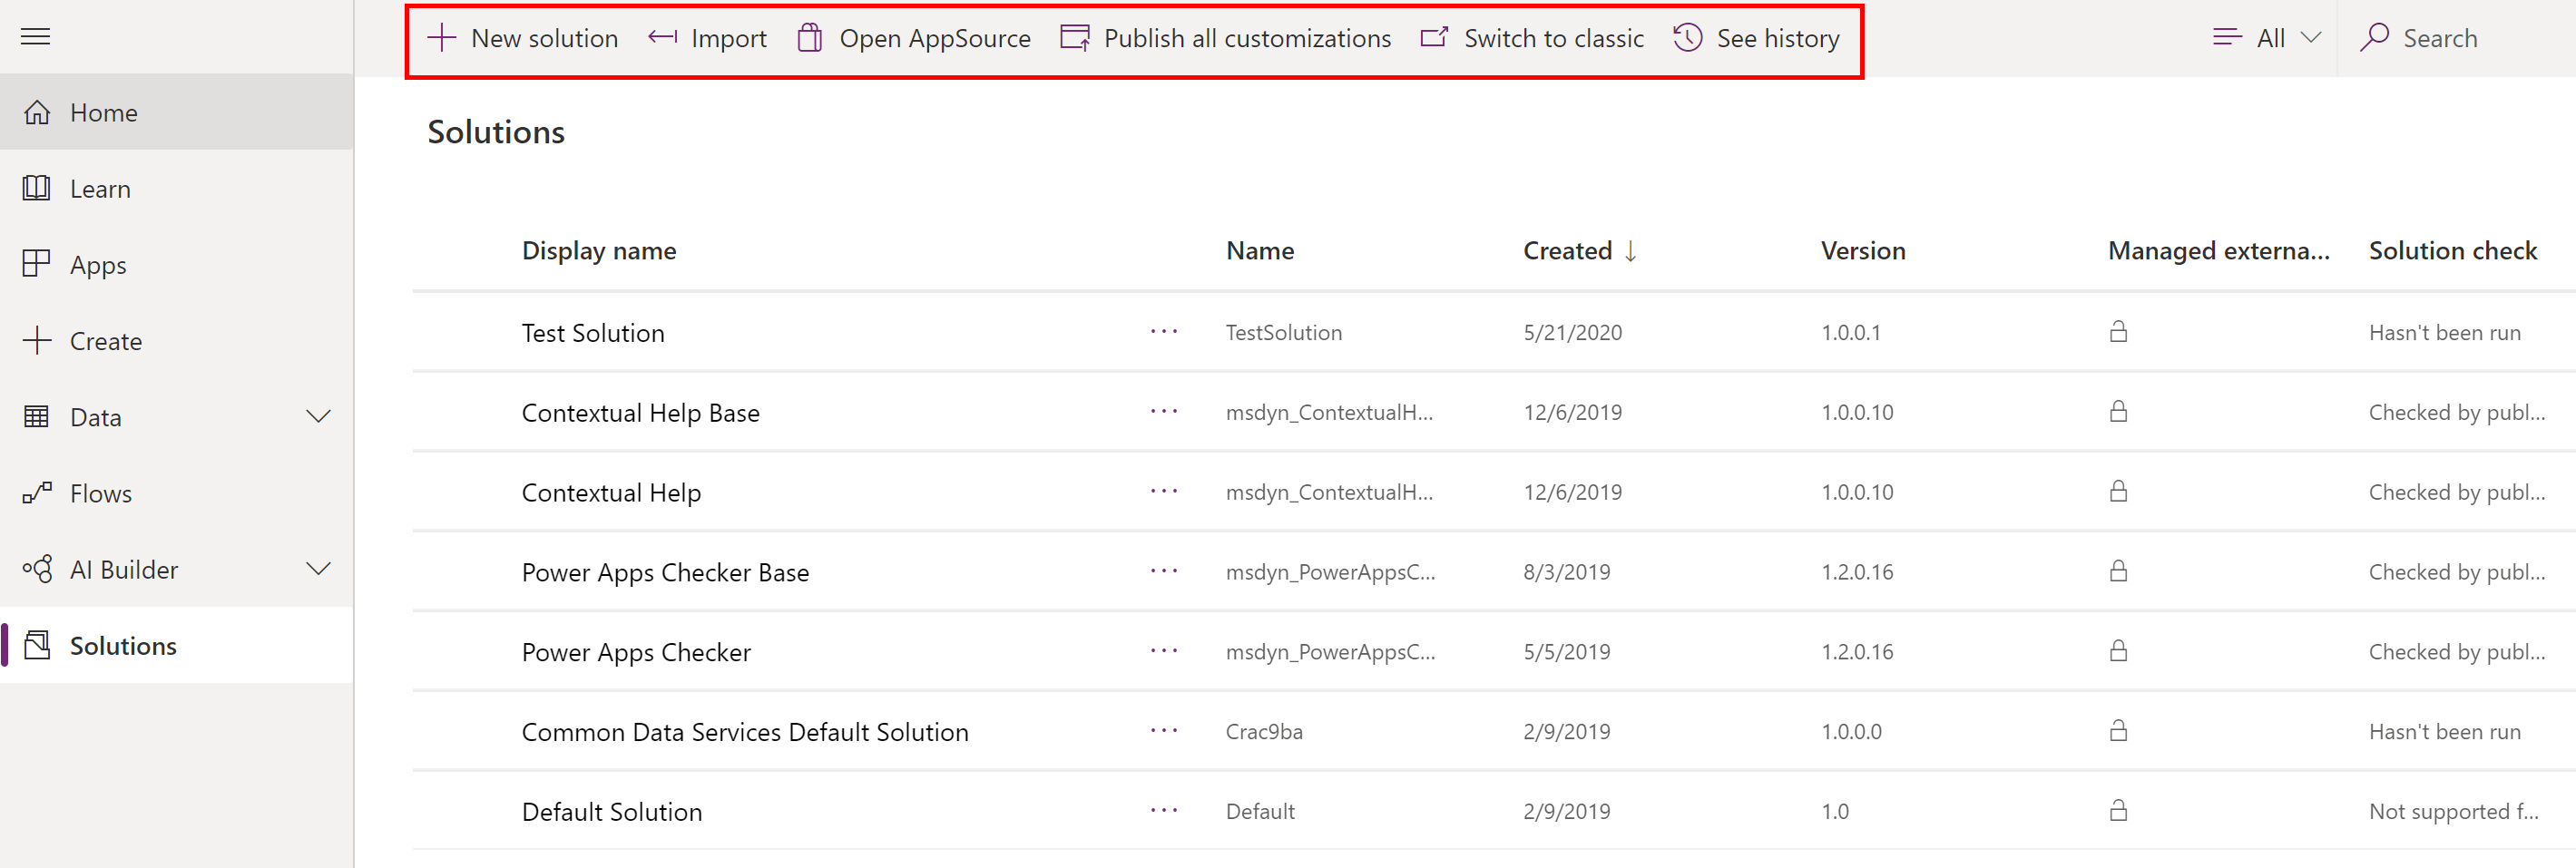 New solution Import Open AppSource Publish all customizations Switch to classic See history All Search
Home
Learn
Apps
Create
Data
Flows
AI Builder
Solutions
Solutions
Display name Name Created Version Managed externa... Solution check
Test Solution TestSolution 5/21/2020 1.0.0.1 Hasn't been run
Contextual Help Base msdyn_ContextualH... 12/6/2019 1.0.0.10 Checked by publ...
Contextual Help msdyn_ContextualH... 12/6/2019 1.0.0.10 Checked by publ...
Power Apps Checker Base msdyn_PowerAppsC... 8/3/2019 1.2.0.16 Checked by publ...
Power Apps Checker msdyn_PowerAppsC... 5/5/2019 1.2.0.16 Checked by publ...
Common Data Services Default Solution Crac9ba 2/9/2019 1.0.0.0 Hasn't been run
Default Solution Default 2/9/2019 1.0 Not supported f...